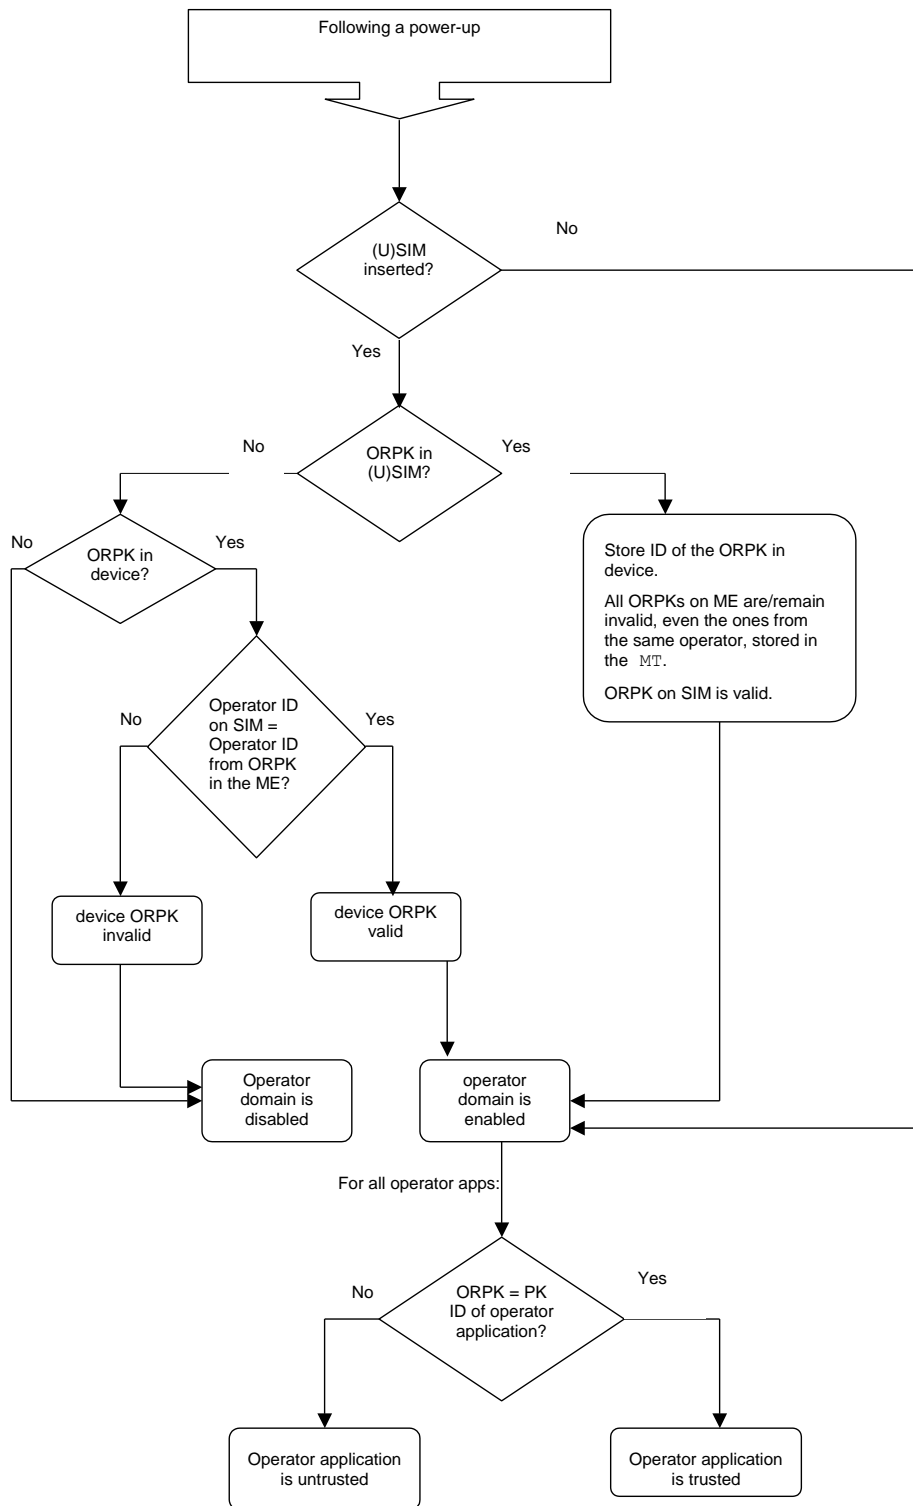 Following a power-up
(U)SIM
inserted?
No
Yes
ORPK in
(U)SIM?
No
Yes
ORPK in
device?
No
Yes
Store ID of the ORPK in
device.
All ORPKs on ME are/remain
invalid, even the ones from
the same operator, stored in
the MT.
ORPK on SIM is valid.
Operator ID
on SIM =
Operator ID
from ORPK
in the ME?
No
Yes
device ORPK
invalid
device ORPK
valid
Operator
domain is
disabled
operator
domain is
enabled
For all operator apps:
ORPK = PK
ID of operator
application?
No
Yes
Operator application
is untrusted
Operator application
is trusted